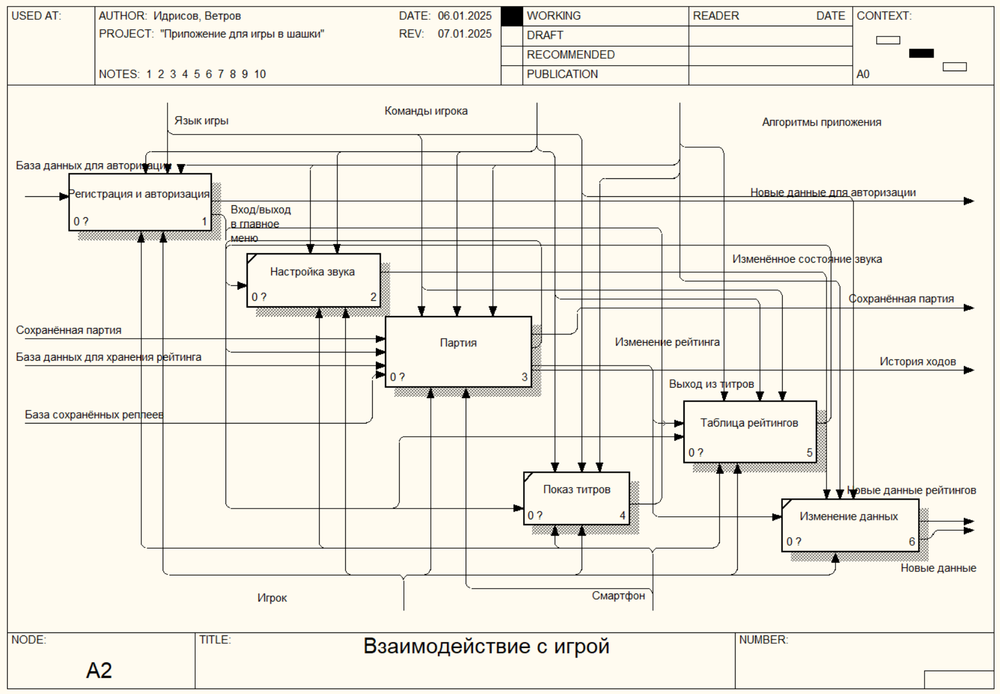 USED AT:
AUTHOR: Идрисов, Ветров
DATE: 06.01.2025
PROJECT: "Приложение для игры в шашки"
REV: 07.01.2025
NOTES: 1 2 3 4 5 6 7 8 9 10
WORKING
DRAFT
RECOMMENDED
PUBLICATION
READER DATE
CONTEXT:
A0
Язык игры
Команды игрока
Алгоритмы приложения
База данных для авторизации
Регистрация и авторизация
0 ? 1
Новые данные для авторизации
Вход/выход
в главное
меню
Настройка звука
0 ? 2
Изменённое состояние звука
Сохранённая партия
Сохранённая партия
Партия
0 ? 3
Изменение рейтинга
База данных для хранения рейтинга
История ходов
Выход из титров
База сохранённых реплеев
Таблица рейтингов
0 ? 5
Показ титров
0 ? 4
Новые данные рейтингов
Изменение данных
0 ? 6
Новые данные
Игрок
Смартфон
NODE:
A2
TITLE:
Взаимодействие с игрой
NUMBER: